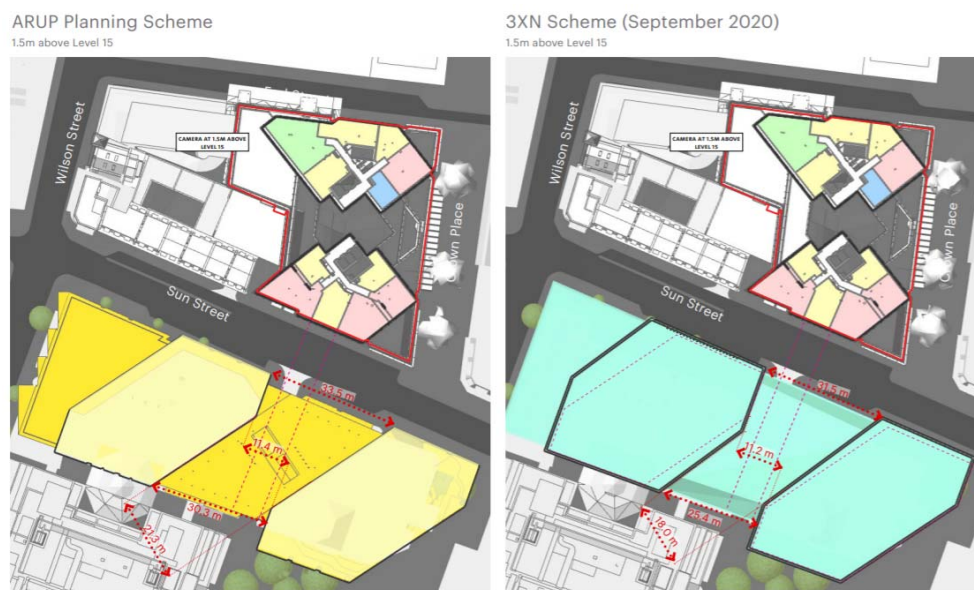 ARUP Planning Scheme
1.5m above Level 15
Wilson Street
CAMERA AT 1.5M ABOVE
LEVEL 15
Crown Place
Sun Street
33.5 m
11.4 m
30.3 m
21.3 m
3XN Scheme (September 2020)
1.5m above Level 15
Wilson Street
CAMERA AT 1.5M ABOVE
LEVEL 15
Crown Place
Sun Street
31.5 m
11.2 m
25.4 m
18.0 m